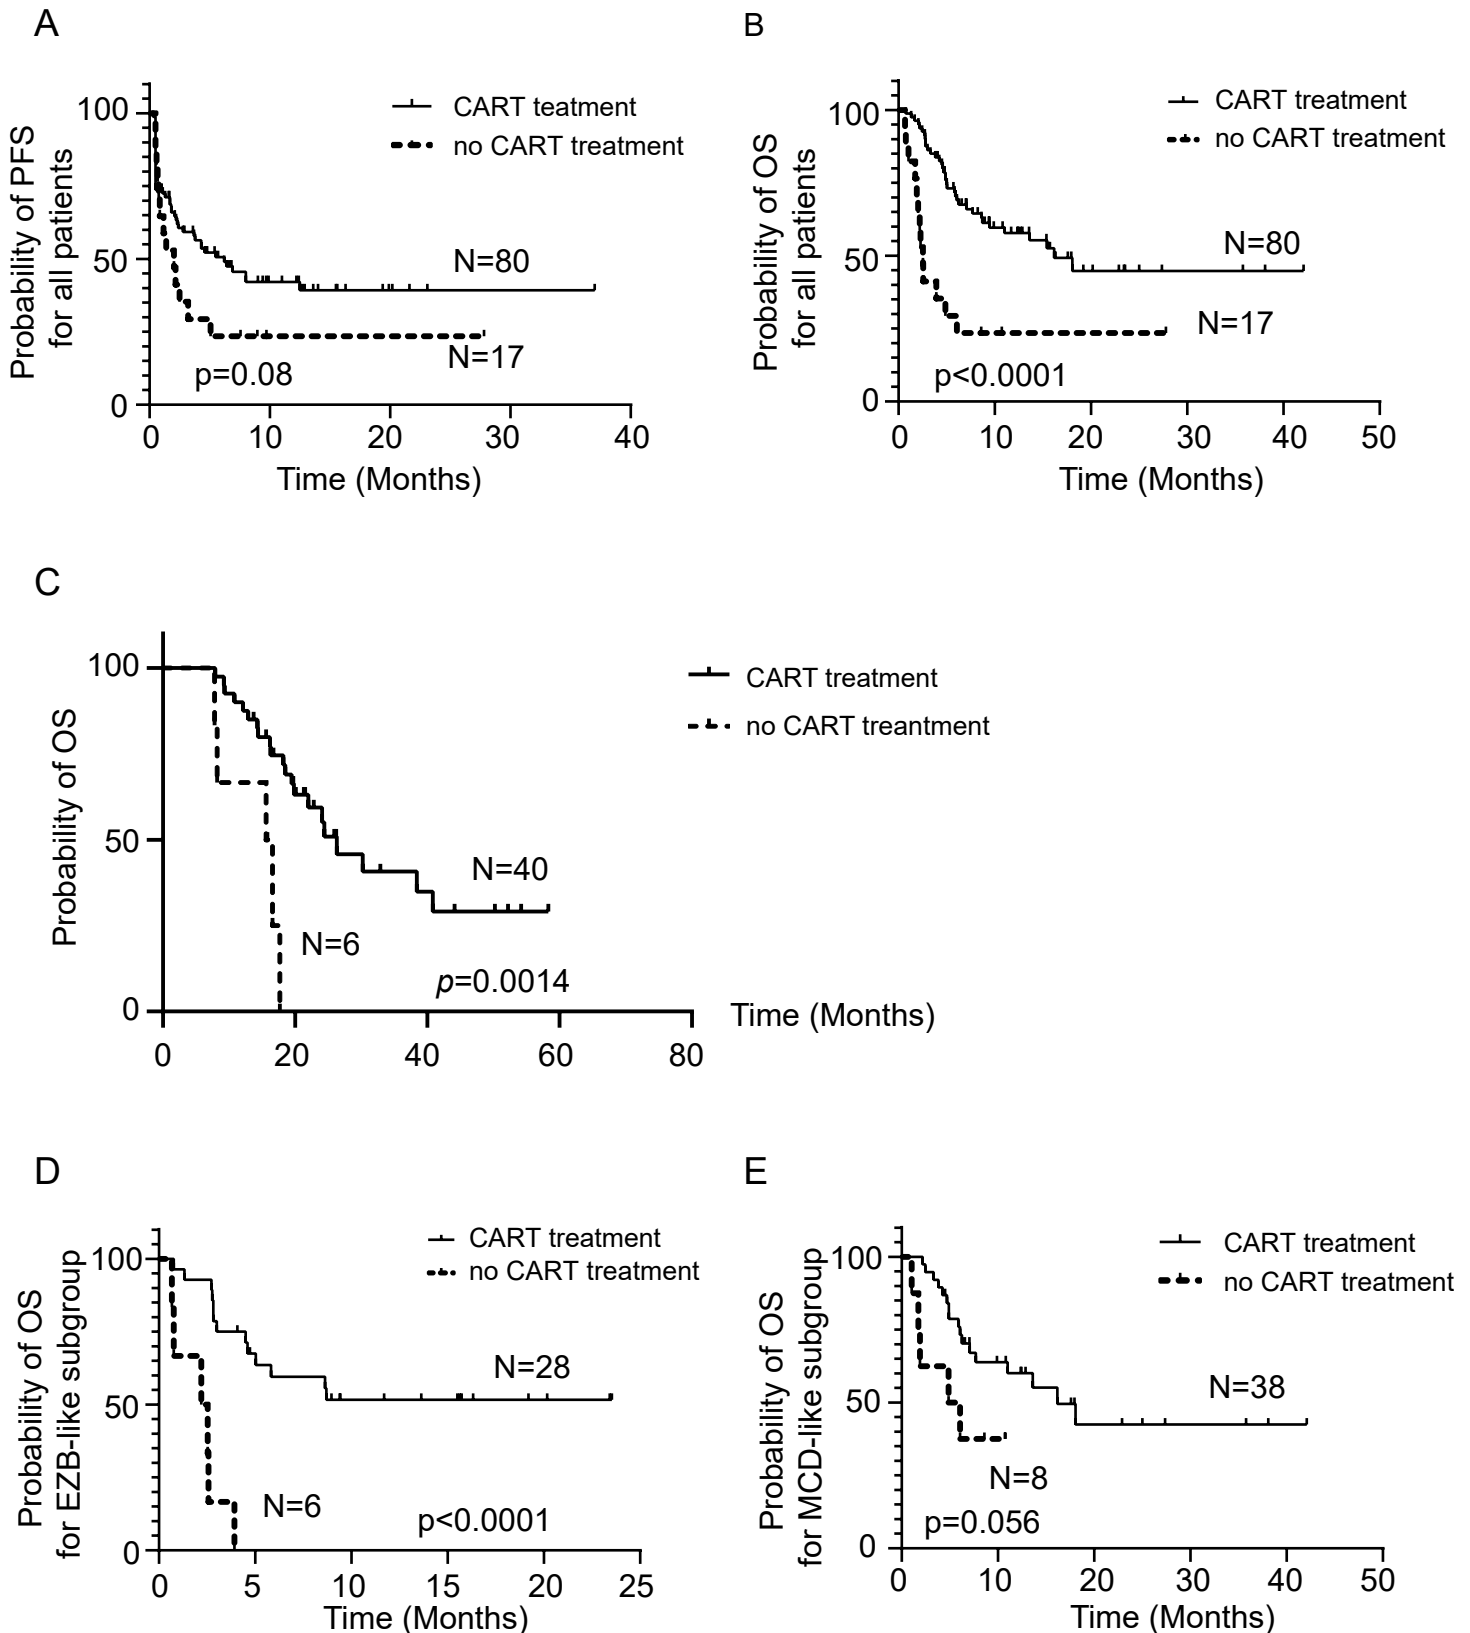 A
Probability of PFS
for all patients
100
50
0
CART teatment
no CART treatment
N=80
N=17
p=0.08
0 10 20 30 40
Time (Months)
B
Probability of OS
for all patients
100
50
0
CART treatment
no CART treatment
N=80
N=17
p<0.0001
0 10 20 30 40 50
Time (Months)
C
Probability of OS
100
50
0
CART treatment
no CART treantment
N=40
N=6
p=0.0014
0 20 40 60 80
Time (Months)
D
Probability of OS
for EZB-like subgroup
100
50
0
CART treatment
no CART treatment
N=28
N=6
p<0.0001
0 5 10 15 20 25
Time (Months)
E
Probability of OS
for MCD-like subgroup
100
50
0
CART treatment
no CART treatment
N=38
N=8
p=0.056
0 10 20 30 40 50
Time (Months)